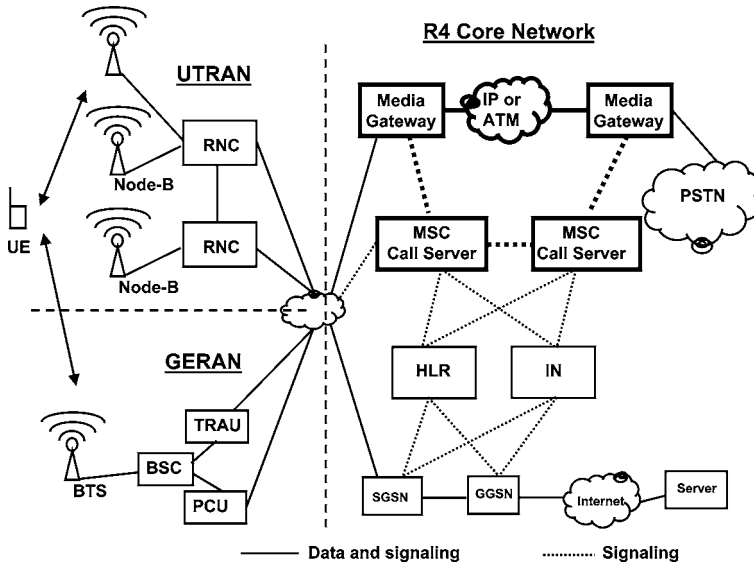 R4 Core Network
UTRAN
Media
Gateway
IP or
ATM
Media
Gateway
RNC
Node-B
PSTN
UE
RNC
MSC
Call Server
MSC
Call Server
Node-B
GERAN
HLR
IN
TRAU
BSC
BTS
PCU
SGSN
GGSN
Internet
Server
Data and signaling
Signaling